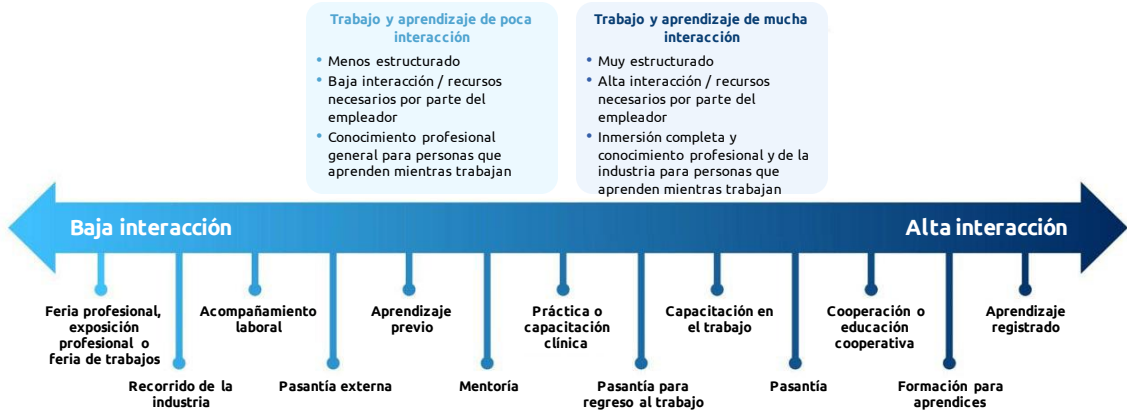 Trabajo y aprendizaje de poca
interacción
• Menos estructurado
• Baja interacción / recursos
necesarios por parte del
empleador
• Conocimiento profesional
general para personas que
aprenden mientras trabajan
Trabajo y aprendizaje de mucha
interacción
• Muy estructurado
• Alta interacción / recursos
necesarios por parte del
empleador
• Inmersión completa y
conocimiento profesional y de la
industria para personas que
aprenden mientras trabajan
Baja interacción
Alta interacción
Feria profesional,
exposición
profesional o
feria de trabajos
Recorrido de la
industria
Acompañamiento
laboral
Pasantía externa
Aprendizaje
previo
Mentoría
Práctica o
capacitación
clínica
Pasantía para
regreso al trabajo
Capacitación en
el trabajo
Pasantía
Cooperación o
educación
cooperativa
Formación para
aprendices
Aprendizaje
registrado